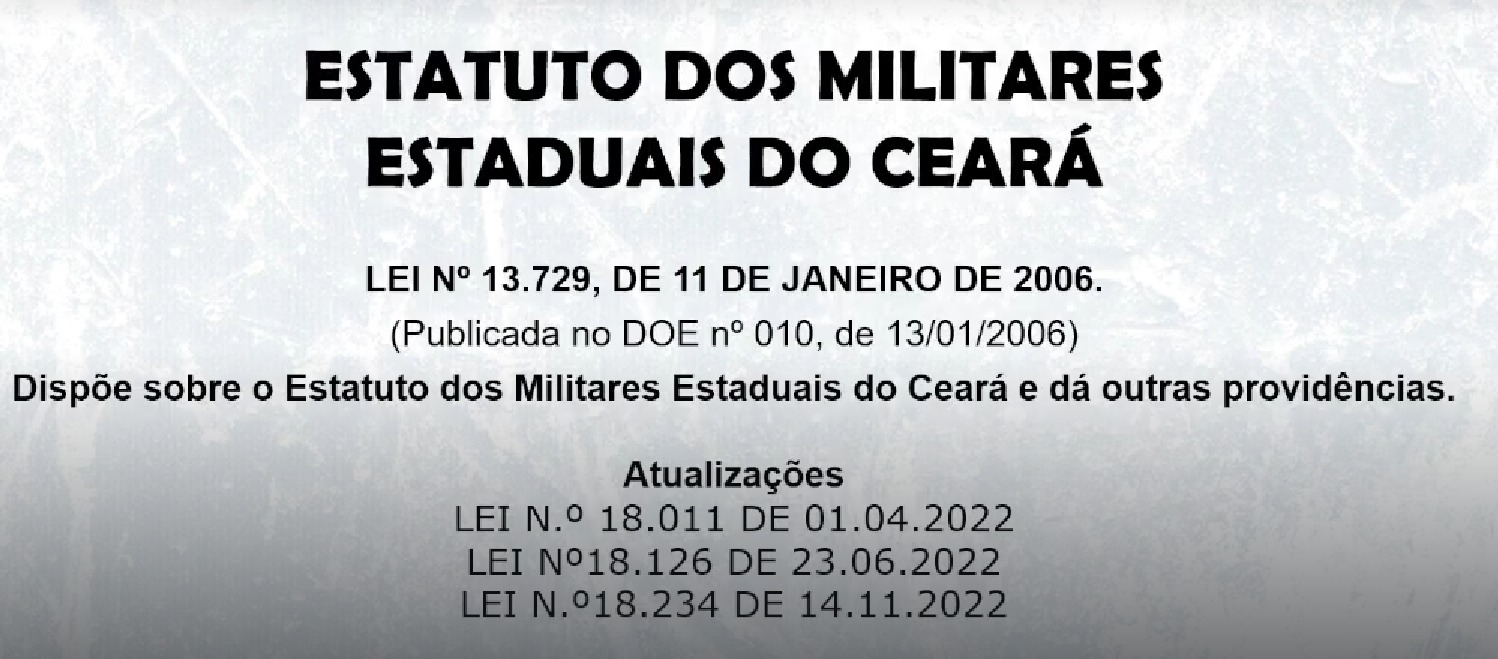 ESTATUTO DOS MILITARES
ESTADUAIS DO CEARÁ
LEI Nº 13.729, DE 11 DE JANEIRO DE 2006.
(Publicada no DOE nº 010, de 13/01/2006)
Dispõe sobre o Estatuto dos Militares Estaduais do Ceará e dá outras providências.
Atualizações
LEI N.º 18.011 DE 01.04.2022
LEI Nº18.126 DE 23.06.2022
LEI N.º18.234 DE 14.11.2022